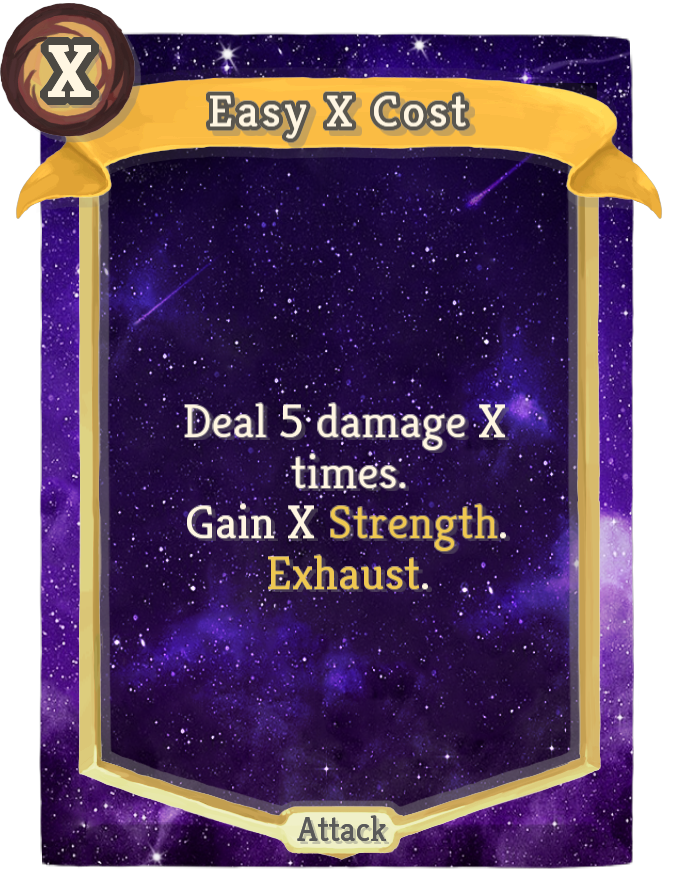 X
Easy X Cost
Deal 5 damage X
times.
Gain X Strength.
Exhaust.
Attack